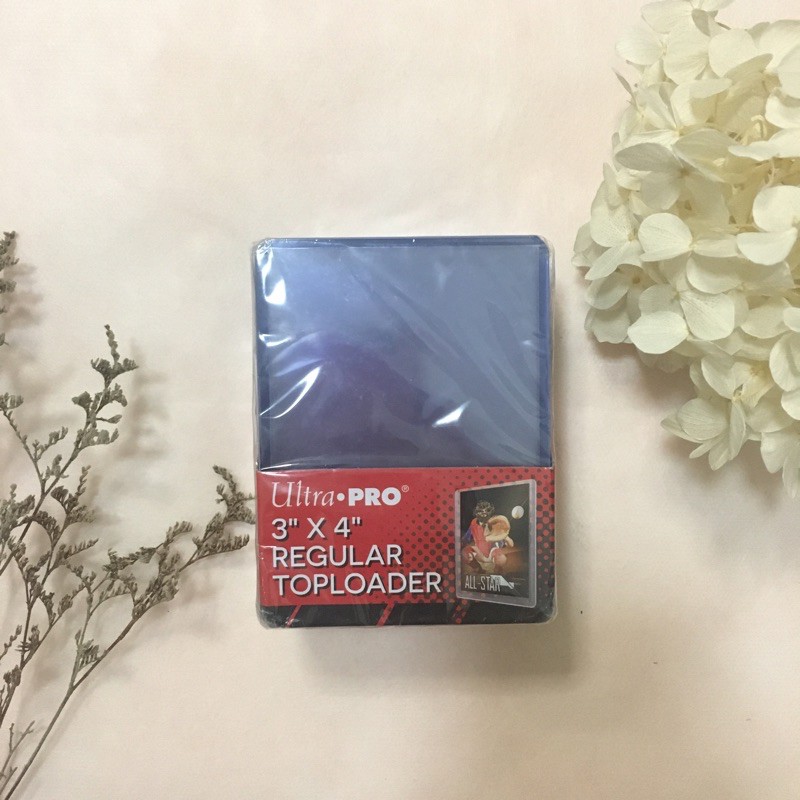 Ultra•PRO®
3" X 4"
REGULAR
TOPLOADER
ALL-STAR